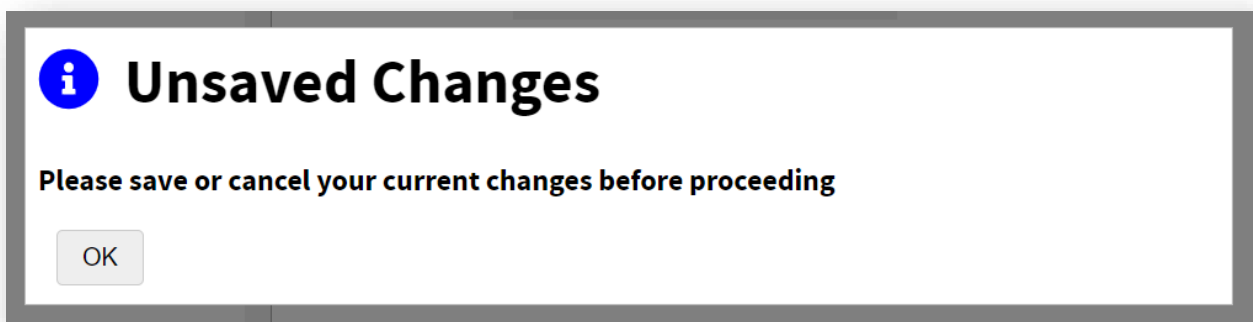 Unsaved Changes
Please save or cancel your current changes before proceeding
OK